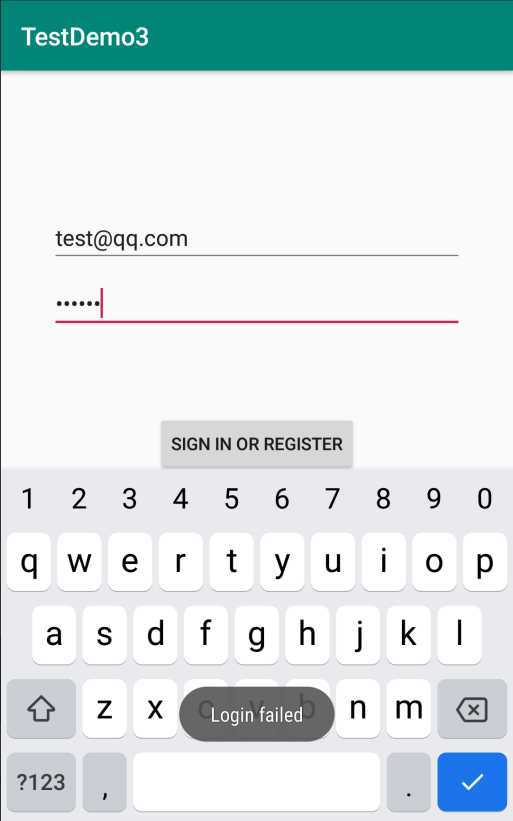 TestDemo3
test@qq.com
••••••
SIGN IN OR REGISTER
1 2 3 4 5 6 7 8 9 0
q w e r t y u i o p
a s d f g h j k l
z x c v b n m
Login failed
?123 , .